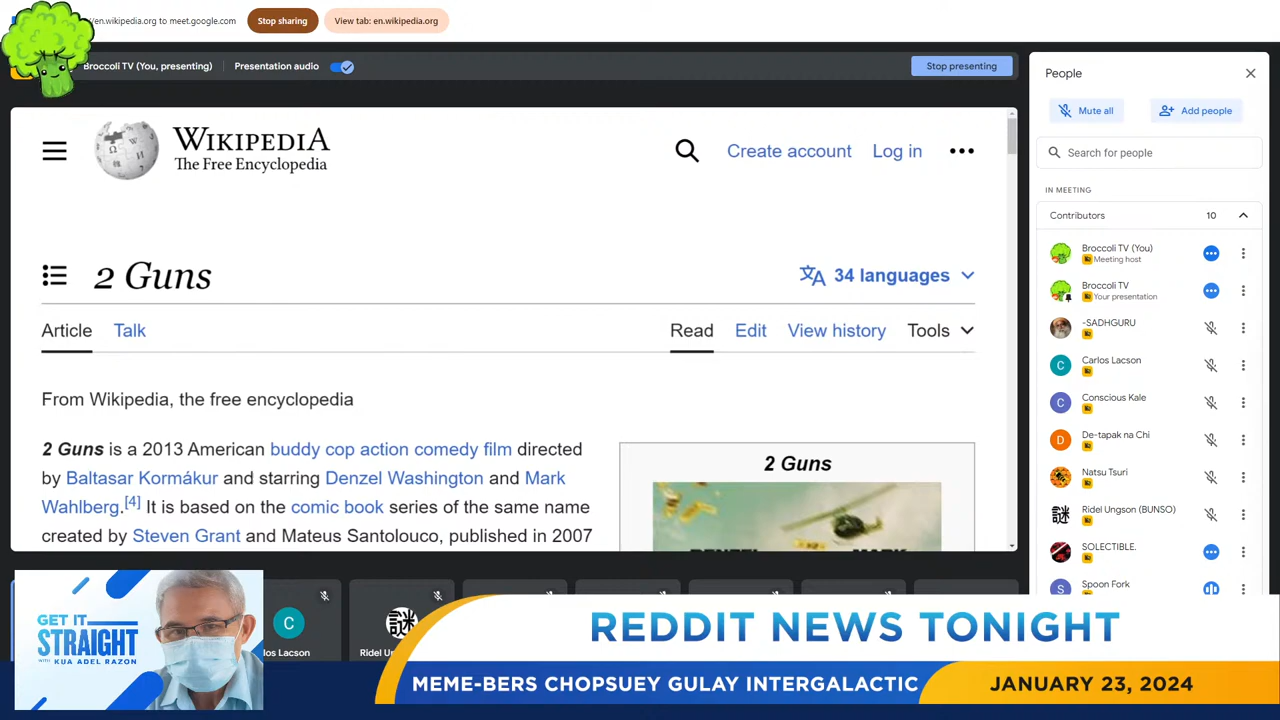 //en.wikipedia.org to meet.google.com
Stop sharing
View tab: en.wikipedia.org
Broccoli TV (You, presenting)
Presentation audio
Stop presenting
WIKIPEDIA
The Free Encyclopedia
Create account
Log in
2 Guns
34 languages
Article
Talk
Read
Edit
View history
Tools
From Wikipedia, the free encyclopedia
2 Guns is a 2013 American buddy cop action comedy film directed
by Baltasar Kormákur and starring Denzel Washington and Mark
Wahlberg.[4] It is based on the comic book series of the same name
created by Steven Grant and Mateus Santolouco, published in 2007
2 Guns
DENZEL
MARK
People
Mute all
Add people
Search for people
IN MEETING
Contributors
10
Broccoli TV (You)
Meeting host
Broccoli TV
Your presentation
-SADHGURU
Carlos Lacson
C
Conscious Kale
C
De-tapak na Chi
D
Natsu Tsuri
Ridel Ungson (BUNSO)
謎
SOLECTIBLE.
Spoon Fork
S
C
los Lacson
謎
Ridel Un
GET IT
STRAIGHT
WITH KUA ADEL RAZON
REDDIT NEWS TONIGHT
MEME-BERS CHOPSUEY GULAY INTERGALACTIC
JANUARY 23, 2024